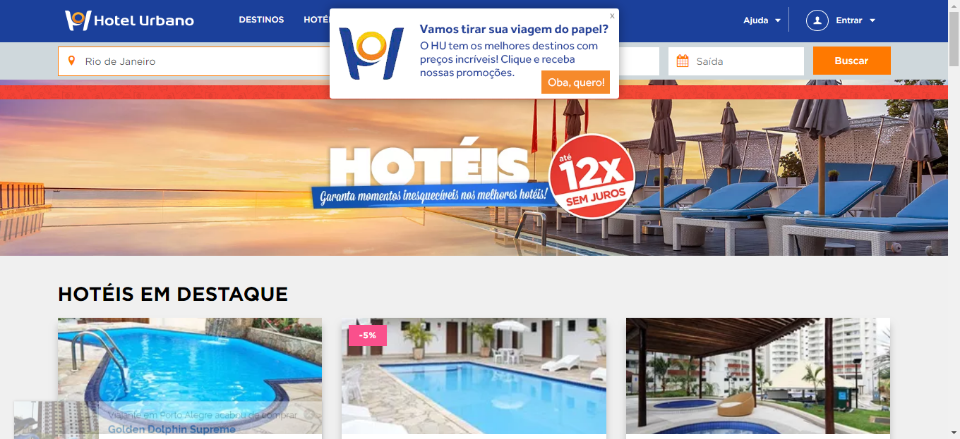 Hotel Urbano
DESTINOS
Ajuda
Entrar
x
Vamos tirar sua viagem do papel?
O HU tem os melhores destinos com
preços incríveis! Clique e receba
nossas promoções.
Oba, quero!
Rio de Janeiro
Saída
Buscar
HOTÉIS
Garanta momentos inesquecíveis nos melhores hotéis!
até
12x
SEM JUROS
HOTÉIS EM DESTAQUE
-5%
em Porto Alegre acabou de comprar
Golden Dolphin Supreme